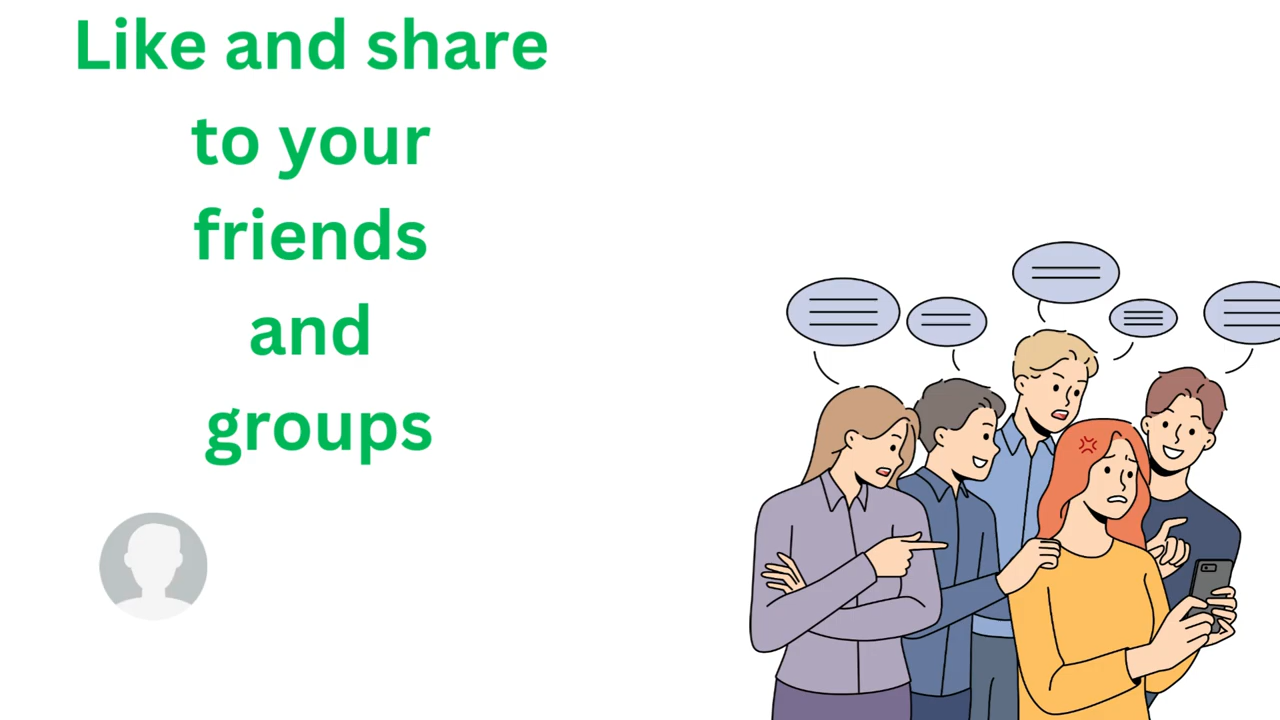 Like and share
to your
friends
and
groups